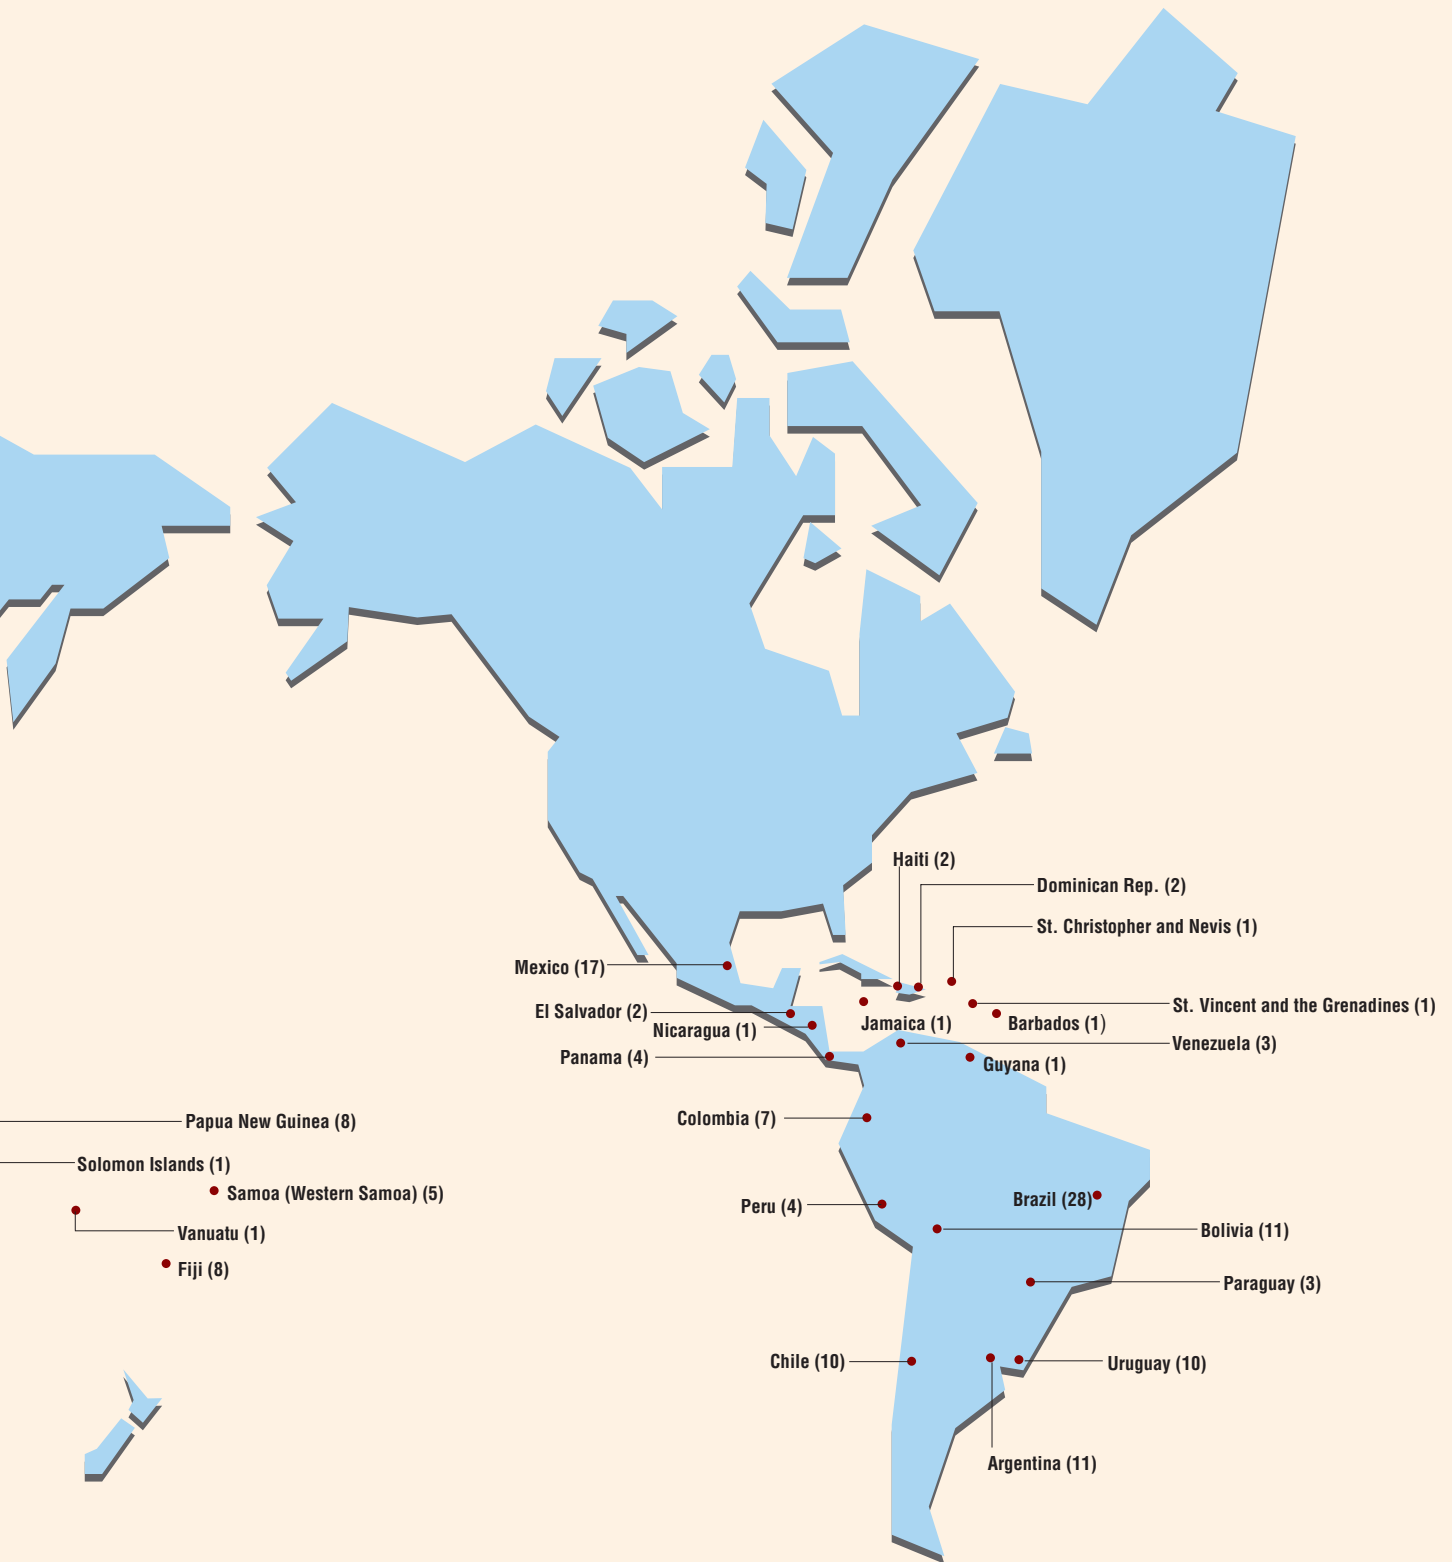 Haiti (2)
Dominican Rep. (2)
St. Christopher and Nevis (1)
Mexico (17)
St. Vincent and the Grenadines (1)
El Salvador (2)
Jamaica (1)
Barbados (1)
Nicaragua (1)
Venezuela (3)
Panama (4)
Guyana (1)
Colombia (7)
Papua New Guinea (8)
Solomon Islands (1)
Samoa (Western Samoa) (5)
Brazil (28)
Peru (4)
Bolivia (11)
Vanuatu (1)
Fiji (8)
Paraguay (3)
Chile (10)
Uruguay (10)
Argentina (11)